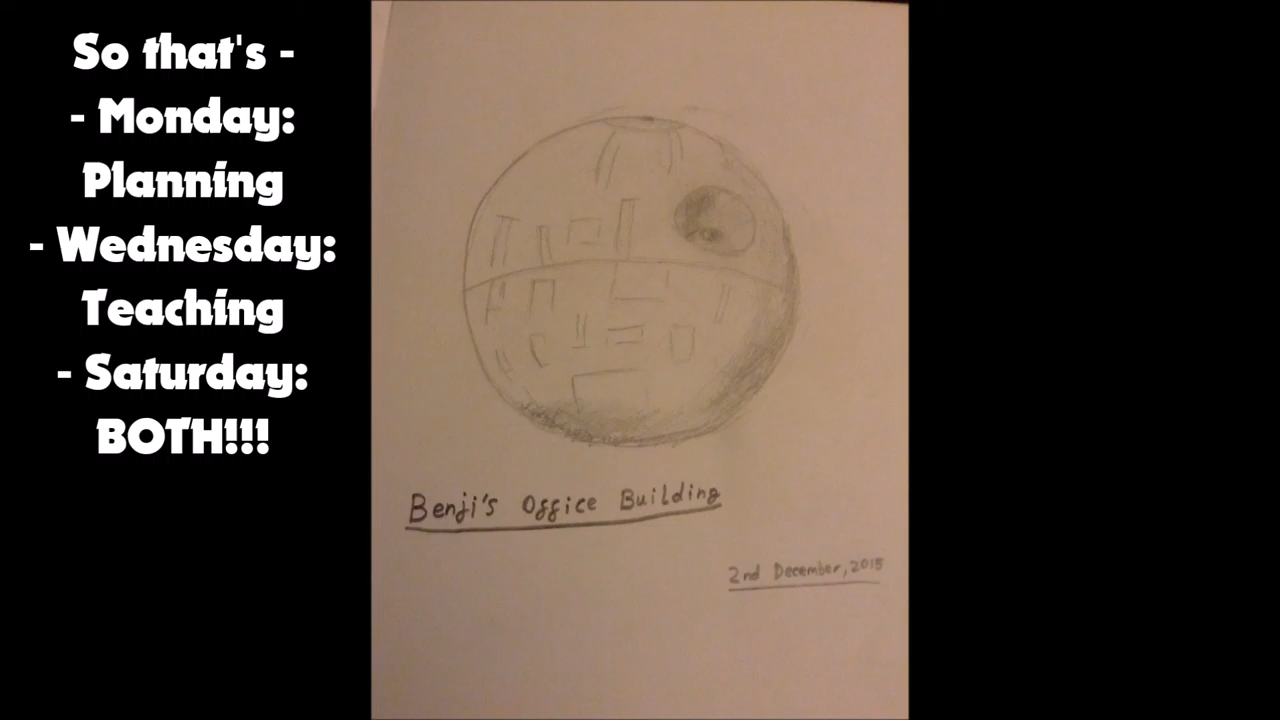 So that's -
- Monday:
Planning
- Wednesday:
Teaching
- Saturday:
BOTH!!!
Benji's Office Building
2nd December, 2015